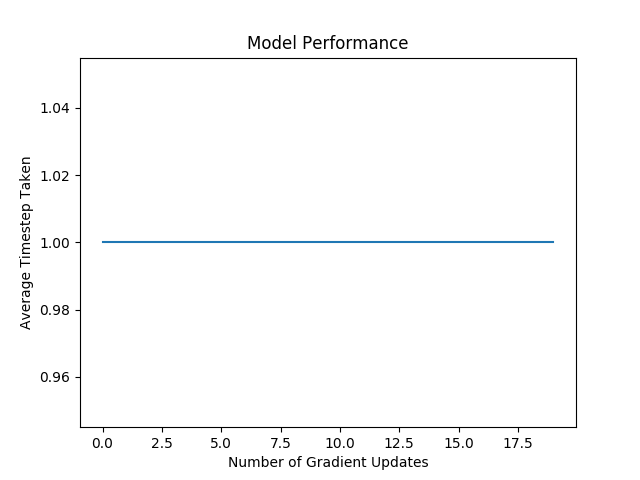 Model Performance
Average Timestep Taken
1.04
1.02
1.00
0.98
0.96
0.0 2.5 5.0 7.5 10.0 12.5 15.0 17.5
Number of Gradient Updates